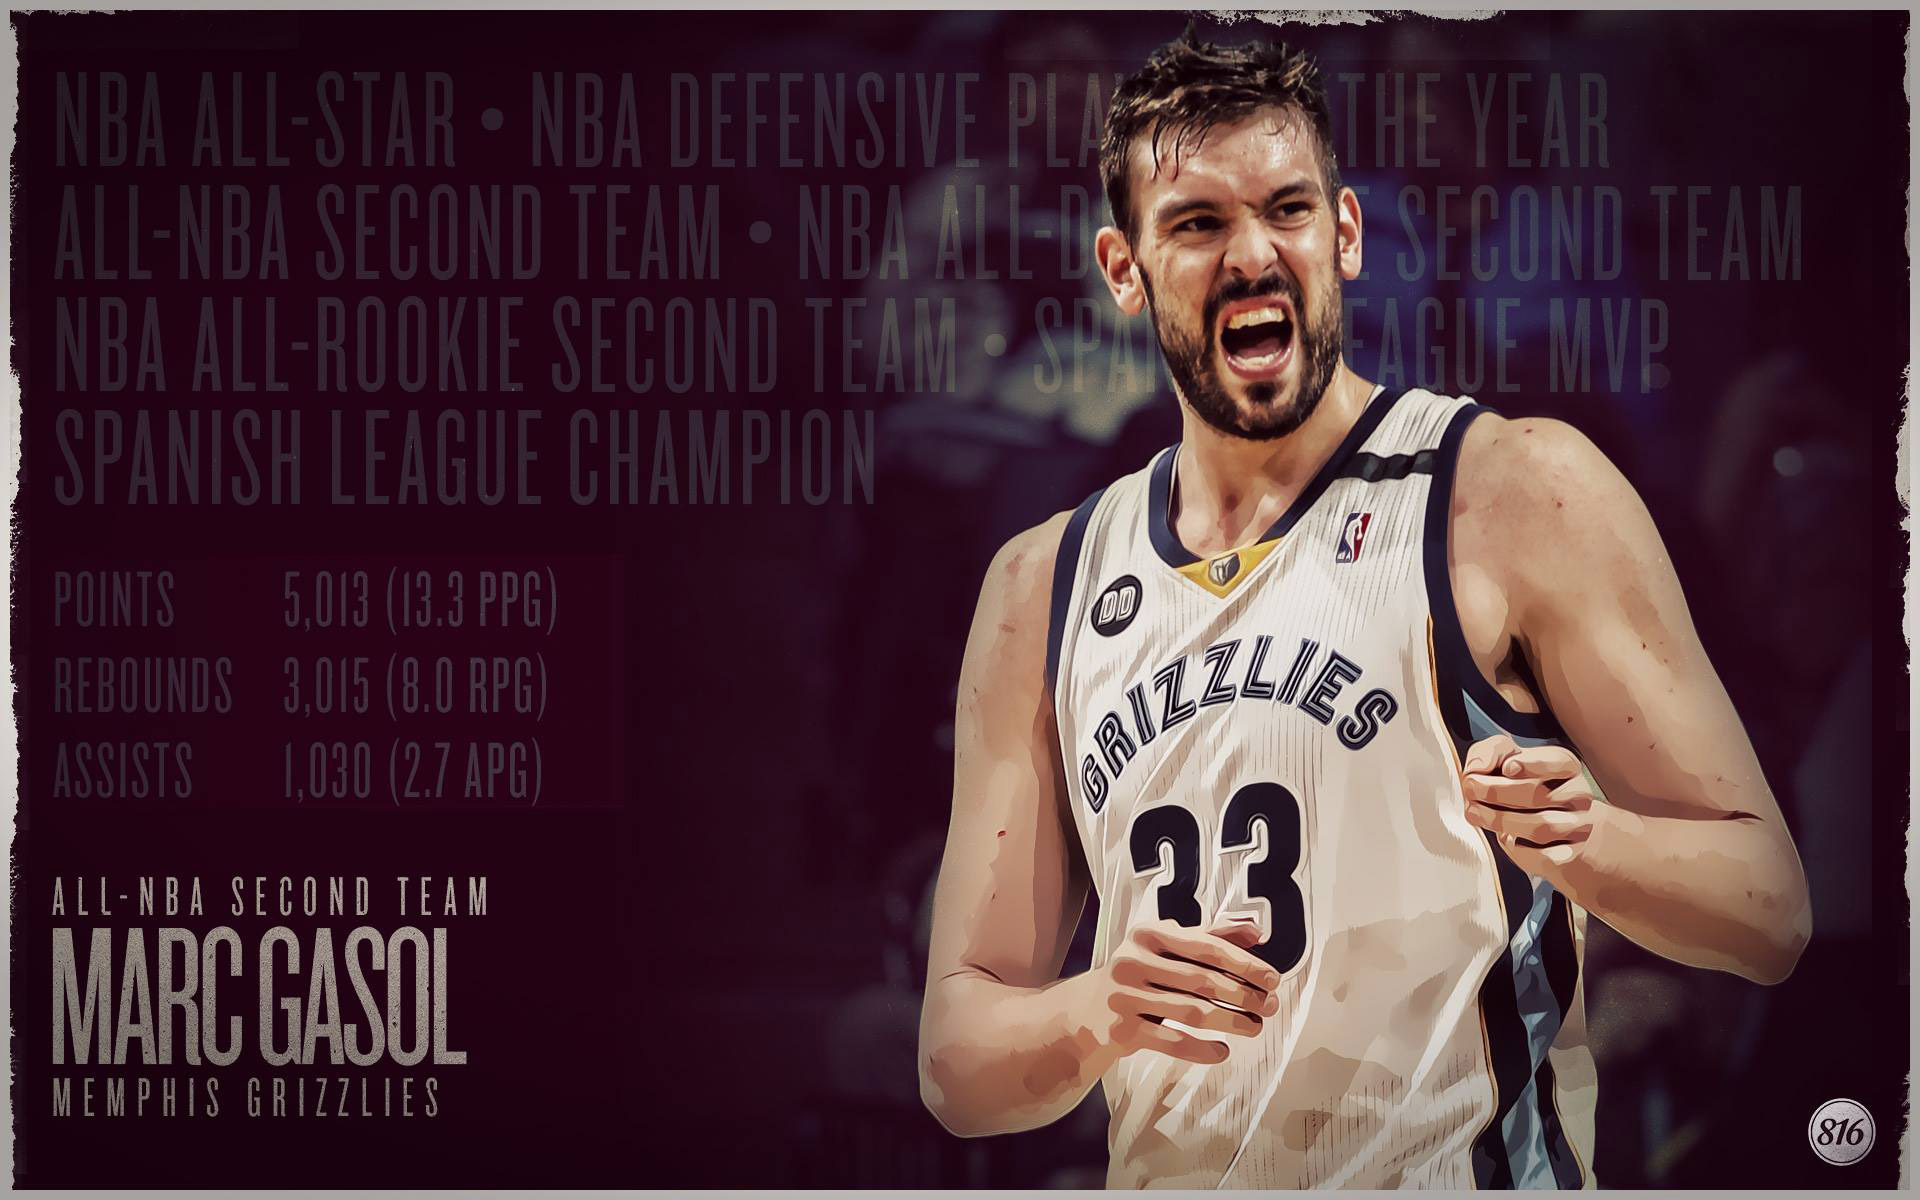 NBA ALL-STAR • NBA DEFENSIVE PLA THE YEAR
ALL-NBA SECOND TEAM • NBA ALL-D E SECOND TEAM
NBA ALL-ROOKIE SECOND TEAM • SPAN EAGUE MVP
SPANISH LEAGUE CHAMPION
POINTS 5,013 (13.3 PPG)
REBOUNDS 3,015 (8.0 RPG)
ASSISTS 1,030 (2.7 APG)
DD
GRIZZLIES
33
ALL-NBA SECOND TEAM
MARC GASOL
MEMPHIS GRIZZLIES
816